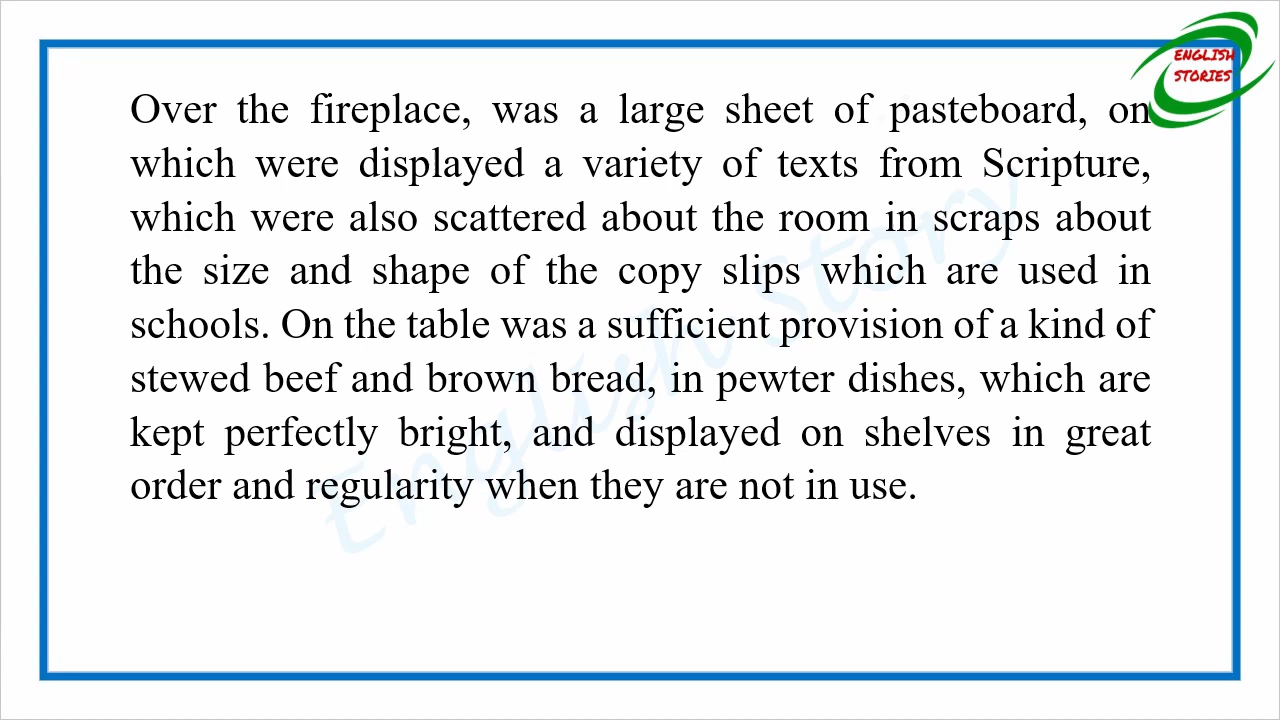 ENGLISH
STORIES
Over the fireplace, was a large sheet of pasteboard, on
which were displayed a variety of texts from Scripture,
which were also scattered about the room in scraps about
the size and shape of the copy slips which are used in
schools. On the table was a sufficient provision of a kind of
stewed beef and brown bread, in pewter dishes, which are
kept perfectly bright, and displayed on shelves in great
order and regularity when they are not in use.
English Story